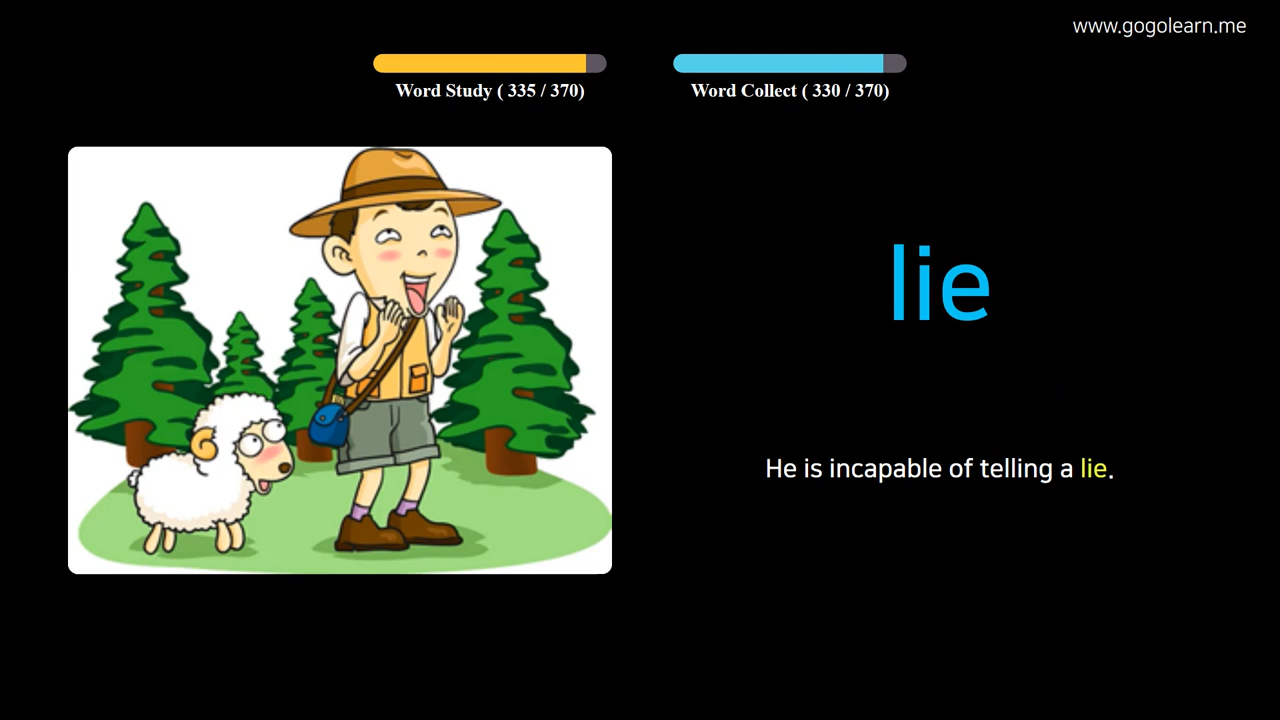 www.gogolearn.me
Word Study ( 335 / 370)
Word Collect ( 330 / 370)
lie
He is incapable of telling a lie.